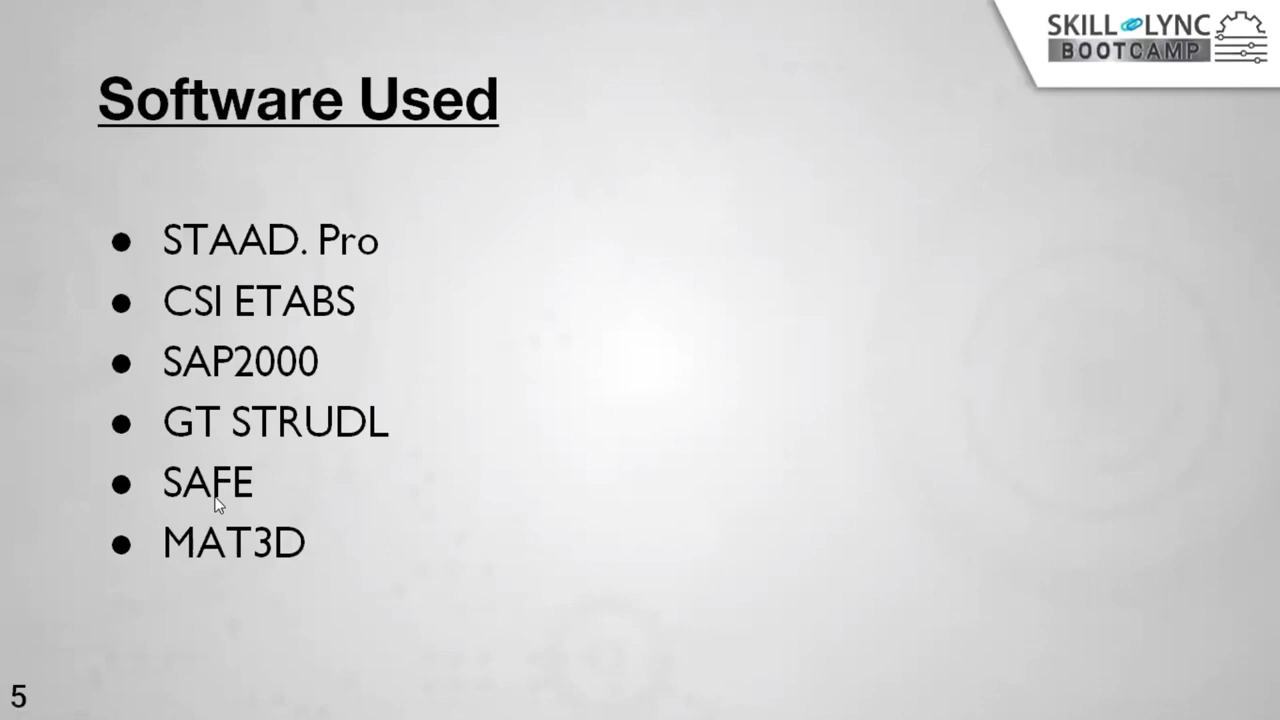 SKILL LYNC
BOOTCAMP
Software Used
● STAAD. Pro
● CSI ETABS
● SAP2000
● GT STRUDL
● SAFE
● MAT3D
5